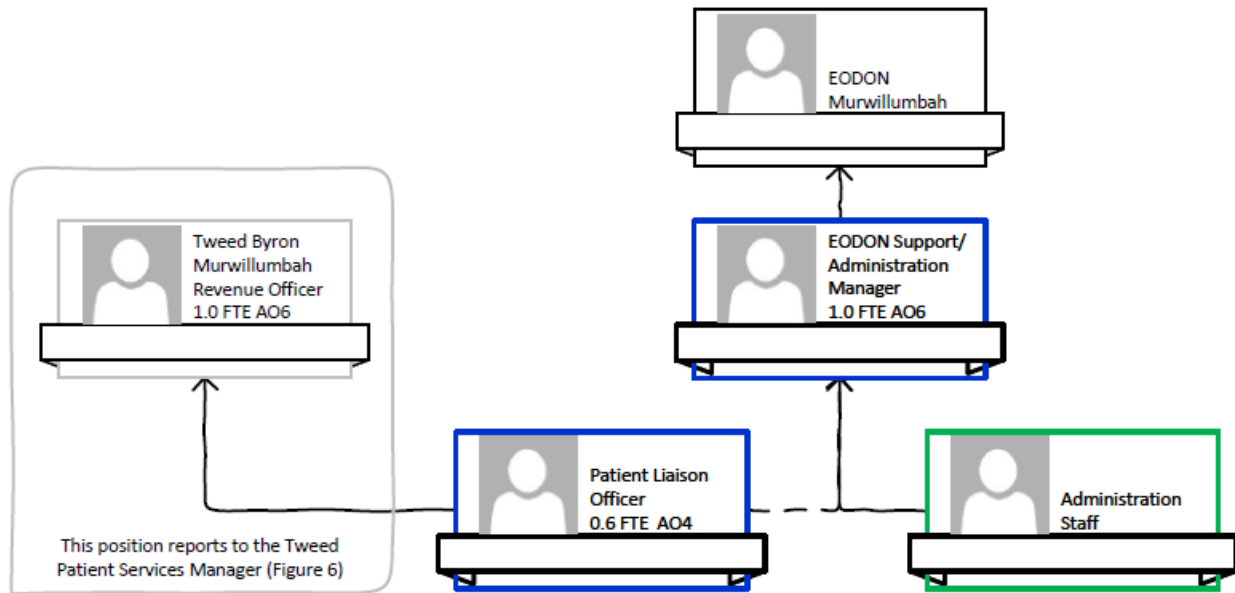 EODON
Murwillumbah
Tweed Byron
Murwillumbah
Revenue Officer
1.0 FTE AO6
EODON Support/
Administration
Manager
1.0 FTE AO6
Patient Liaison
Officer
0.6 FTE AO4
Administration
Staff
This position reports to the Tweed
Patient Services Manager (Figure 6)